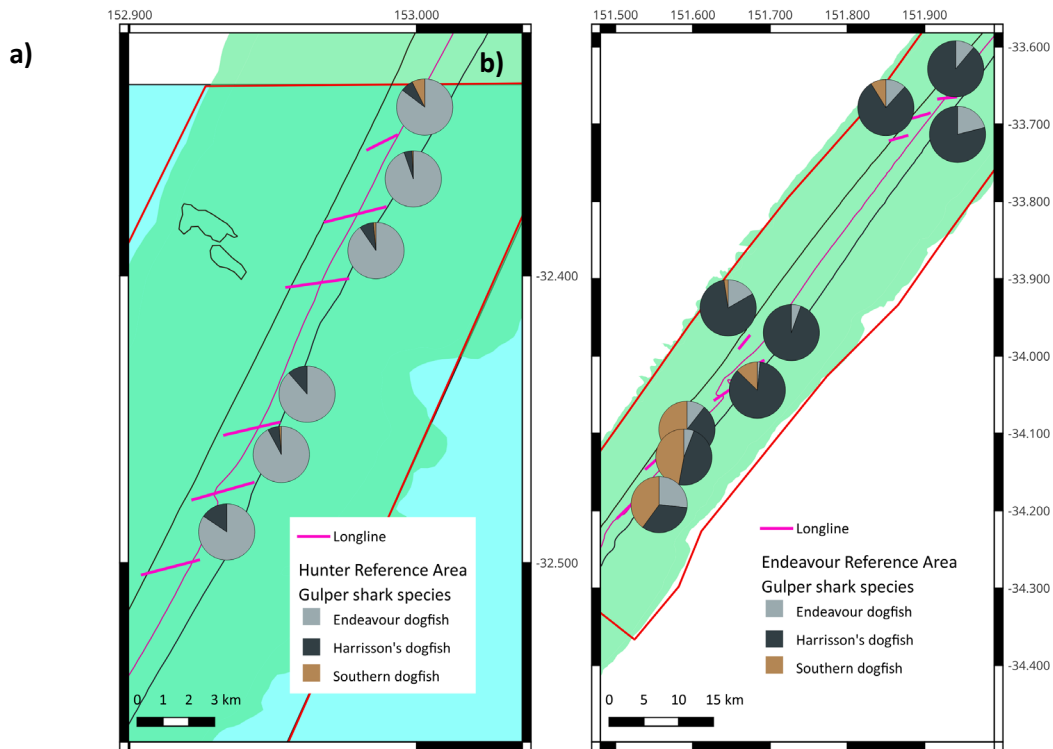 a)
152.900
153.000
b)
-32.400
-32.500
Longline
Hunter Reference Area
Gulper shark species
Endeavour dogfish
Harrisson's dogfish
Southern dogfish
0 1 2 3 km
151.500 151.600 151.700 151.800 151.900
-33.600
-33.700
-33.800
-33.900
-34.000
-34.100
-34.200
-34.300
-34.400
Longline
Endeavour Reference Area
Gulper shark species
Endeavour dogfish
Harrisson's dogfish
Southern dogfish
0 5 10 15 km